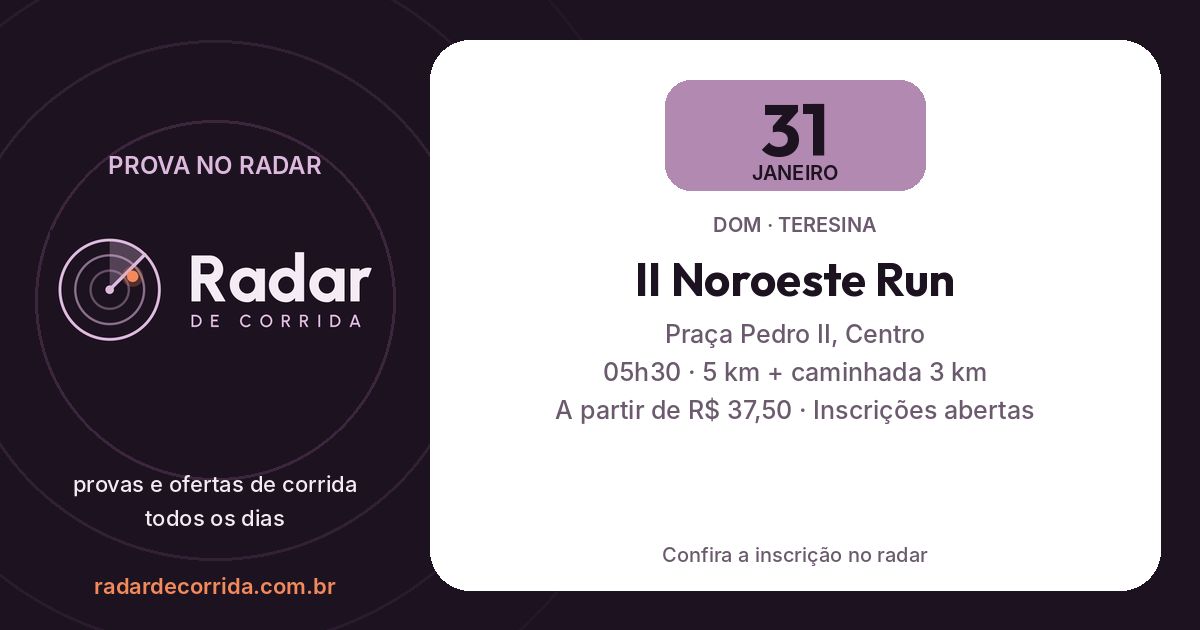 PROVA NO RADAR
Radar
DE CORRIDA
provas e ofertas de corrida
todos os dias
radardecorrida.com.br
31
JANEIRO
DOM · TERESINA
II Noroeste Run
Praça Pedro II, Centro
05h30 · 5 km + caminhada 3 km
A partir de R$ 37,50 · Inscrições abertas
Confira a inscrição no radar